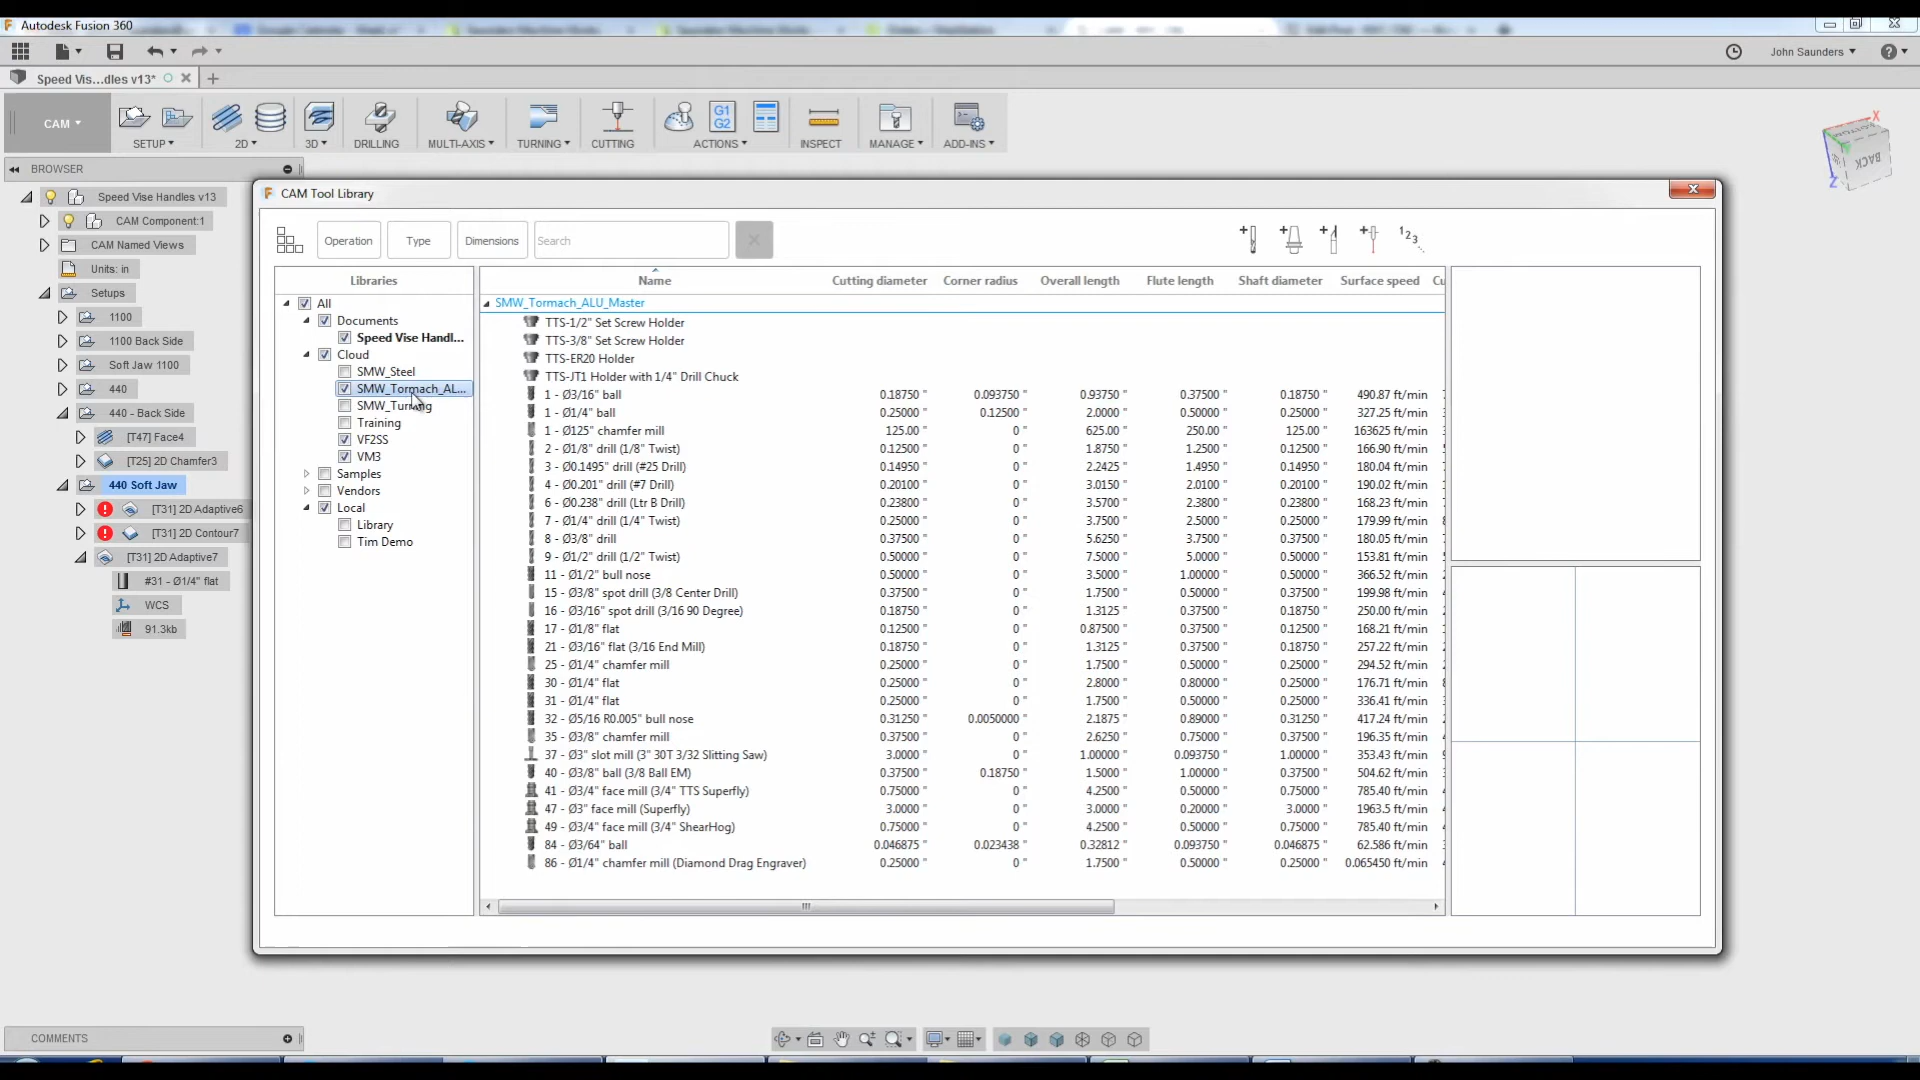 Autodesk Fusion 360
John Saunders
Speed Vis...dles v13*
CAM
G1
G2
SETUP
2D
3D
DRILLING
MULTI-AXIS
TURNING
CUTTING
ACTIONS
INSPECT
MANAGE
ADD-INS
X
BOTTOM
BACK
Z
BROWSER
Speed Vise Handles v13
CAM Component:1
CAM Named Views
Units: in
Setups
1100
1100 Back Side
Soft Jaw 1100
440
440 - Back Side
[T47] Face4
[T25] 2D Chamfer3
440 Soft Jaw
[T31] 2D Adaptive6
[T31] 2D Contour7
[T31] 2D Adaptive7
#31 - Ø1/4" flat
WCS
91.3kb
CAM Tool Library
Operation Type Dimensions Search
1 2 3
Libraries
All
Documents
Speed Vise Handl...
Cloud
SMW_Steel
SMW_Tormach_AL...
SMW_Turning
Training
VF2SS
VM3
Samples
Vendors
Local
Library
Tim Demo
Name Cutting diameter Corner radius Overall length Flute length Shaft diameter Surface speed Cu
SMW_Tormach_ALU_Master
TTS-1/2" Set Screw Holder
TTS-3/8" Set Screw Holder
TTS-ER20 Holder
TTS-JT1 Holder with 1/4" Drill Chuck
1 - Ø3/16" ball 0.18750 " 0.093750 " 0.93750 " 0.37500 " 0.18750 " 490.87 ft/min
1 - Ø1/4" ball 0.25000 " 0.12500 " 2.0000 " 0.50000 " 0.25000 " 327.25 ft/min
1 - Ø125" chamfer mill 125.00 " 0 " 625.00 " 250.00 " 125.00 " 163625 ft/min
2 - Ø1/8" drill (1/8" Twist) 0.12500 " 0 " 1.8750 " 1.2500 " 0.12500 " 166.90 ft/min
3 - Ø0.1495" drill (#25 Drill) 0.14950 " 0 " 2.2425 " 1.4950 " 0.14950 " 180.04 ft/min
4 - Ø0.201" drill (#7 Drill) 0.20100 " 0 " 3.0150 " 2.0100 " 0.20100 " 190.02 ft/min
6 - Ø0.238" drill (Ltr B Drill) 0.23800 " 0 " 3.5700 " 2.3800 " 0.23800 " 168.23 ft/min
7 - Ø1/4" drill (1/4" Twist) 0.25000 " 0 " 3.7500 " 2.5000 " 0.25000 " 179.99 ft/min
8 - Ø3/8" drill 0.37500 " 0 " 5.6250 " 3.7500 " 0.37500 " 180.05 ft/min
9 - Ø1/2" drill (1/2" Twist) 0.50000 " 0 " 7.5000 " 5.0000 " 0.50000 " 153.81 ft/min
11 - Ø1/2" bull nose 0.50000 " 0 " 3.5000 " 1.00000 " 0.50000 " 366.52 ft/min
15 - Ø3/8" spot drill (3/8 Center Drill) 0.37500 " 0 " 1.7500 " 0.50000 " 0.37500 " 199.98 ft/min
16 - Ø3/16" spot drill (3/16 90 Degree) 0.18750 " 0 " 1.3125 " 0.37500 " 0.18750 " 250.00 ft/min
17 - Ø1/8" flat 0.12500 " 0 " 0.87500 " 0.37500 " 0.12500 " 168.21 ft/min
21 - Ø3/16" flat (3/16 End Mill) 0.18750 " 0 " 1.3125 " 0.37500 " 0.18750 " 257.22 ft/min
25 - Ø1/4" chamfer mill 0.25000 " 0 " 1.7500 " 0.50000 " 0.25000 " 294.52 ft/min
30 - Ø1/4" flat 0.25000 " 0 " 2.8000 " 0.80000 " 0.25000 " 176.71 ft/min
31 - Ø1/4" flat 0.25000 " 0 " 1.7500 " 0.50000 " 0.25000 " 336.41 ft/min
32 - Ø5/16 R0.005" bull nose 0.31250 " 0.0050000 " 2.1875 " 0.89000 " 0.31250 " 417.24 ft/min
35 - Ø3/8" chamfer mill 0.37500 " 0 " 2.6250 " 0.75000 " 0.37500 " 196.35 ft/min
37 - Ø3" slot mill (3" 30T 3/32 Slitting Saw) 3.0000 " 0 " 1.00000 " 0.093750 " 1.00000 " 353.43 ft/min
40 - Ø3/8" ball (3/8 Ball EM) 0.37500 " 0.18750 " 1.5000 " 1.00000 " 0.37500 " 504.62 ft/min
41 - Ø3/4" face mill (3/4" TTS Superfly) 0.75000 " 0 " 4.2500 " 0.50000 " 0.75000 " 785.40 ft/min
47 - Ø3" face mill (Superfly) 3.0000 " 0 " 3.0000 " 0.20000 " 3.0000 " 1963.5 ft/min
49 - Ø3/4" face mill (3/4" ShearHog) 0.75000 " 0 " 4.2500 " 0.50000 " 0.75000 " 785.40 ft/min
84 - Ø3/64" ball 0.046875 " 0.023438 " 0.32812 " 0.093750 " 0.046875 " 62.586 ft/min
86 - Ø1/4" chamfer mill (Diamond Drag Engraver) 0.25000 " 0 " 1.7500 " 0.50000 " 0.25000 " 0.065450 ft/min
COMMENTS